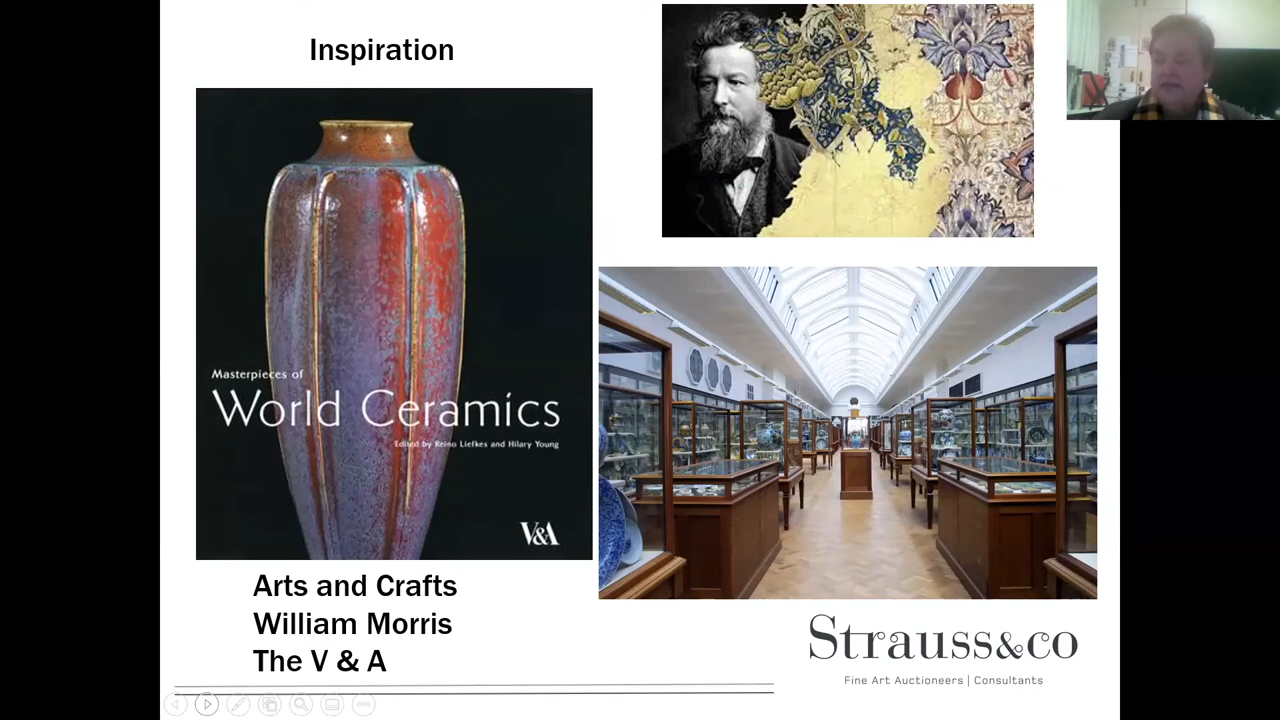 Inspiration
Masterpieces of
World Ceramics
Edited by Reino Liefkes and Hilary Young
V&A
Arts and Crafts
William Morris
The V & A
Strauss&co
Fine Art Auctioneers | Consultants